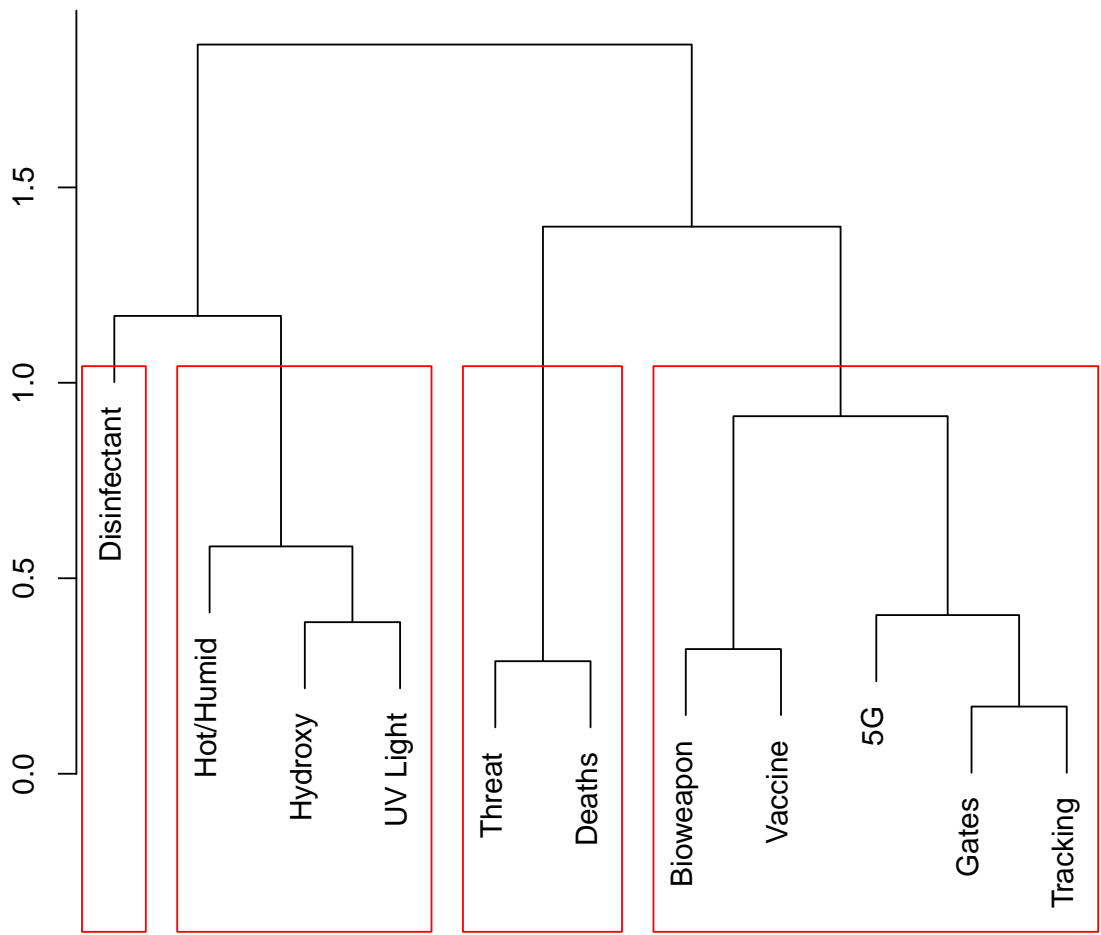 1.5
1.0
0.5
0.0
Disinfectant
Hot/Humid
Hydroxy
UV Light
Threat
Deaths
Bioweapon
Vaccine
5G
Gates
Tracking